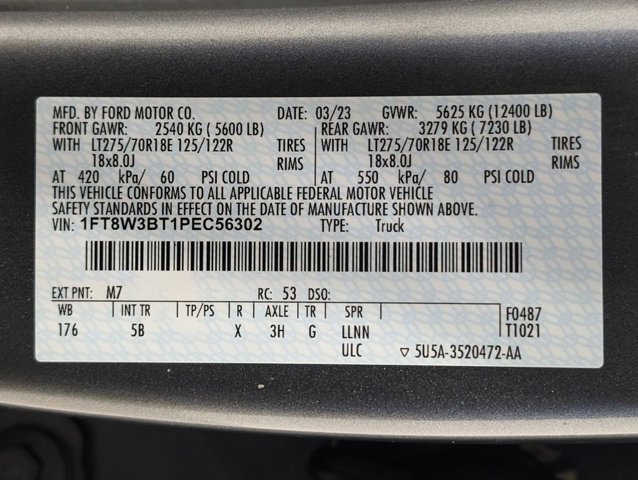 MFD. BY FORD MOTOR CO. DATE: 03/23 GVWR: 5625 KG (12400 LB)
FRONT GAWR: 2540 KG ( 5600 LB) REAR GAWR: 3279 KG ( 7230 LB)
WITH LT275/70R18E 125/122R TIRES WITH LT275/70R18E 125/122R TIRES
18x8.0J RIMS 18x8.0J RIMS
AT 420 kPa/ 60 PSI COLD AT 550 kPa/ 80 PSI COLD
THIS VEHICLE CONFORMS TO ALL APPLICABLE FEDERAL MOTOR VEHICLE
SAFETY STANDARDS IN EFFECT ON THE DATE OF MANUFACTURE SHOWN ABOVE.
VIN: 1FT8W3BT1PEC56302 TYPE: Truck
EXT PNT: M7 RC: 53 DSO:
WB INT TR TP/PS R AXLE TR SPR F0487
176 5B X 3H G LLNN T1021
ULC ▽ 5U5A-3520472-AA